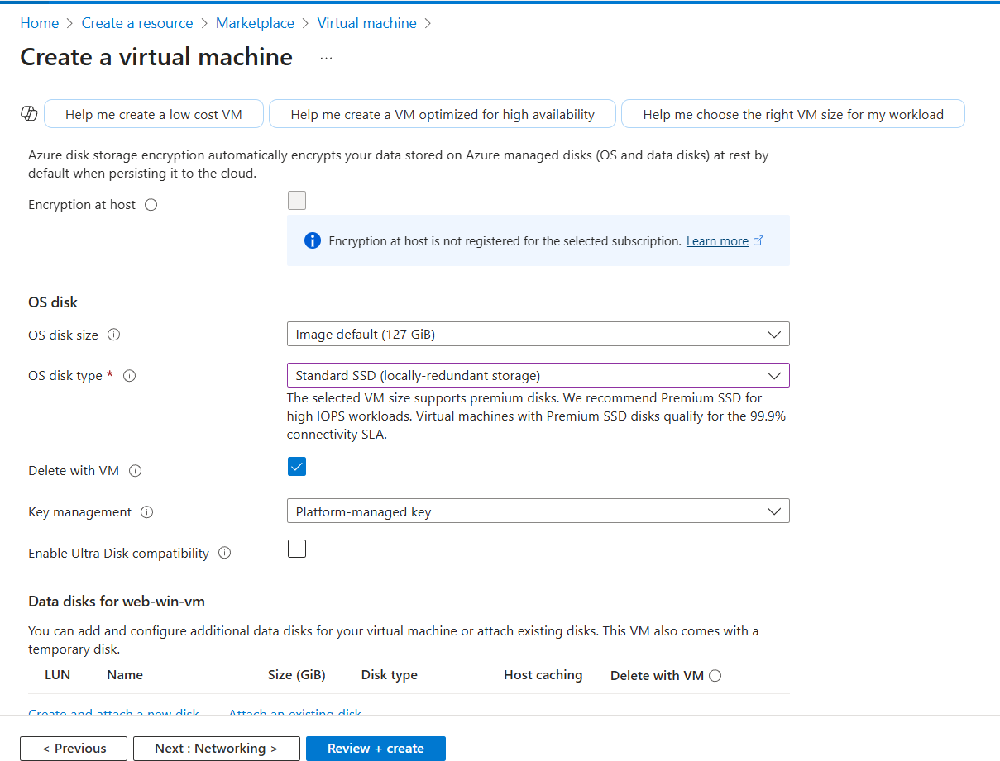 Home > Create a resource > Marketplace > Virtual machine >
Create a virtual machine ...
Help me create a low cost VM
Help me create a VM optimized for high availability
Help me choose the right VM size for my workload
Azure disk storage encryption automatically encrypts your data stored on Azure managed disks (OS and data disks) at rest by
default when persisting it to the cloud.
Encryption at host
Encryption at host is not registered for the selected subscription. Learn more
OS disk
OS disk size
Image default (127 GiB)
OS disk type *
Standard SSD (locally-redundant storage)
The selected VM size supports premium disks. We recommend Premium SSD for
high IOPS workloads. Virtual machines with Premium SSD disks qualify for the 99.9%
connectivity SLA.
Delete with VM
Key management
Platform-managed key
Enable Ultra Disk compatibility
Data disks for web-win-vm
You can add and configure additional data disks for your virtual machine or attach existing disks. This VM also comes with a
temporary disk.
LUN Name Size (GiB) Disk type Host caching Delete with VM
Create and attach a new disk Attach an existing disk
< Previous
Next : Networking >
Review + create